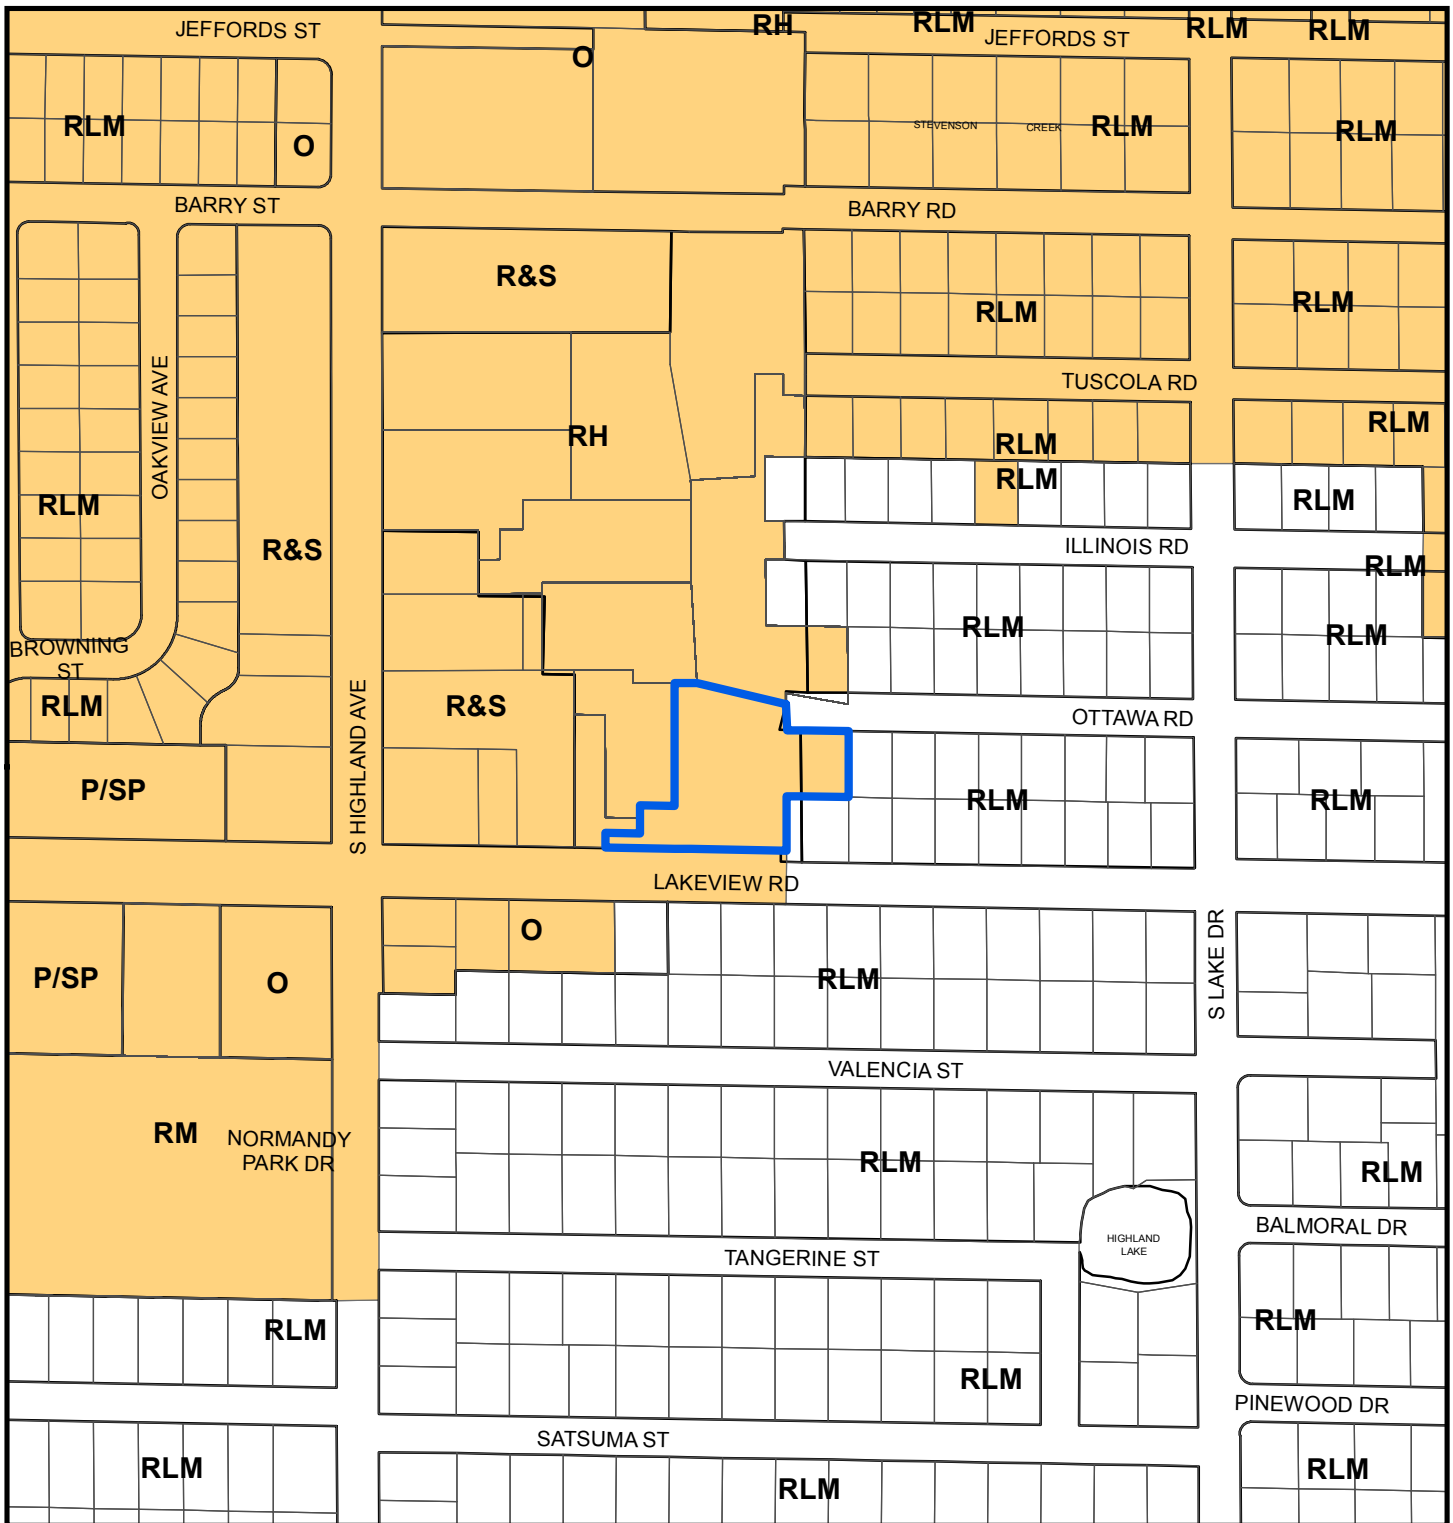 JEFFORDS ST
RH
RLM
RLM
RLM
JEFFORDS ST
O
RLM
O
STEVENSON
CREEK
RLM
RLM
BARRY ST
BARRY RD
R&S
RLM
RLM
OAKVIEW AVE
TUSCOLA RD
RH
RLM
RLM
RLM
RLM
RLM
R&S
ILLINOIS RD
RLM
RLM
RLM
BROWNING
ST
RLM
R&S
OTTAWA RD
S HIGHLAND AVE
P/SP
RLM
RLM
LAKEVIEW RD
O
P/SP
O
RLM
S LAKE DR
VALENCIA ST
RM
NORMANDY
PARK DR
RLM
RLM
HIGHLAND
LAKE
BALMORAL DR
TANGERINE ST
RLM
RLM
RLM
PINEWOOD DR
SATSUMA ST
RLM
RLM
RLM